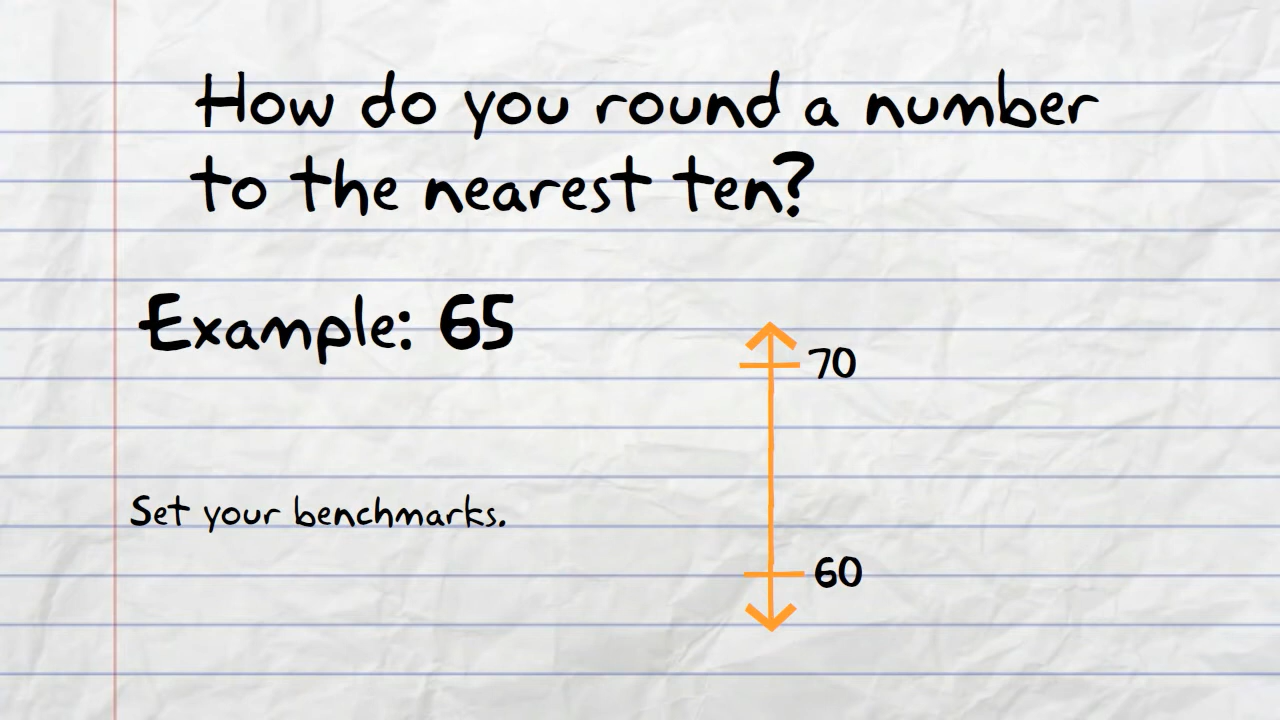 How do you round a number
to the nearest ten?
Example: 65
70
Set your benchmarks.
60